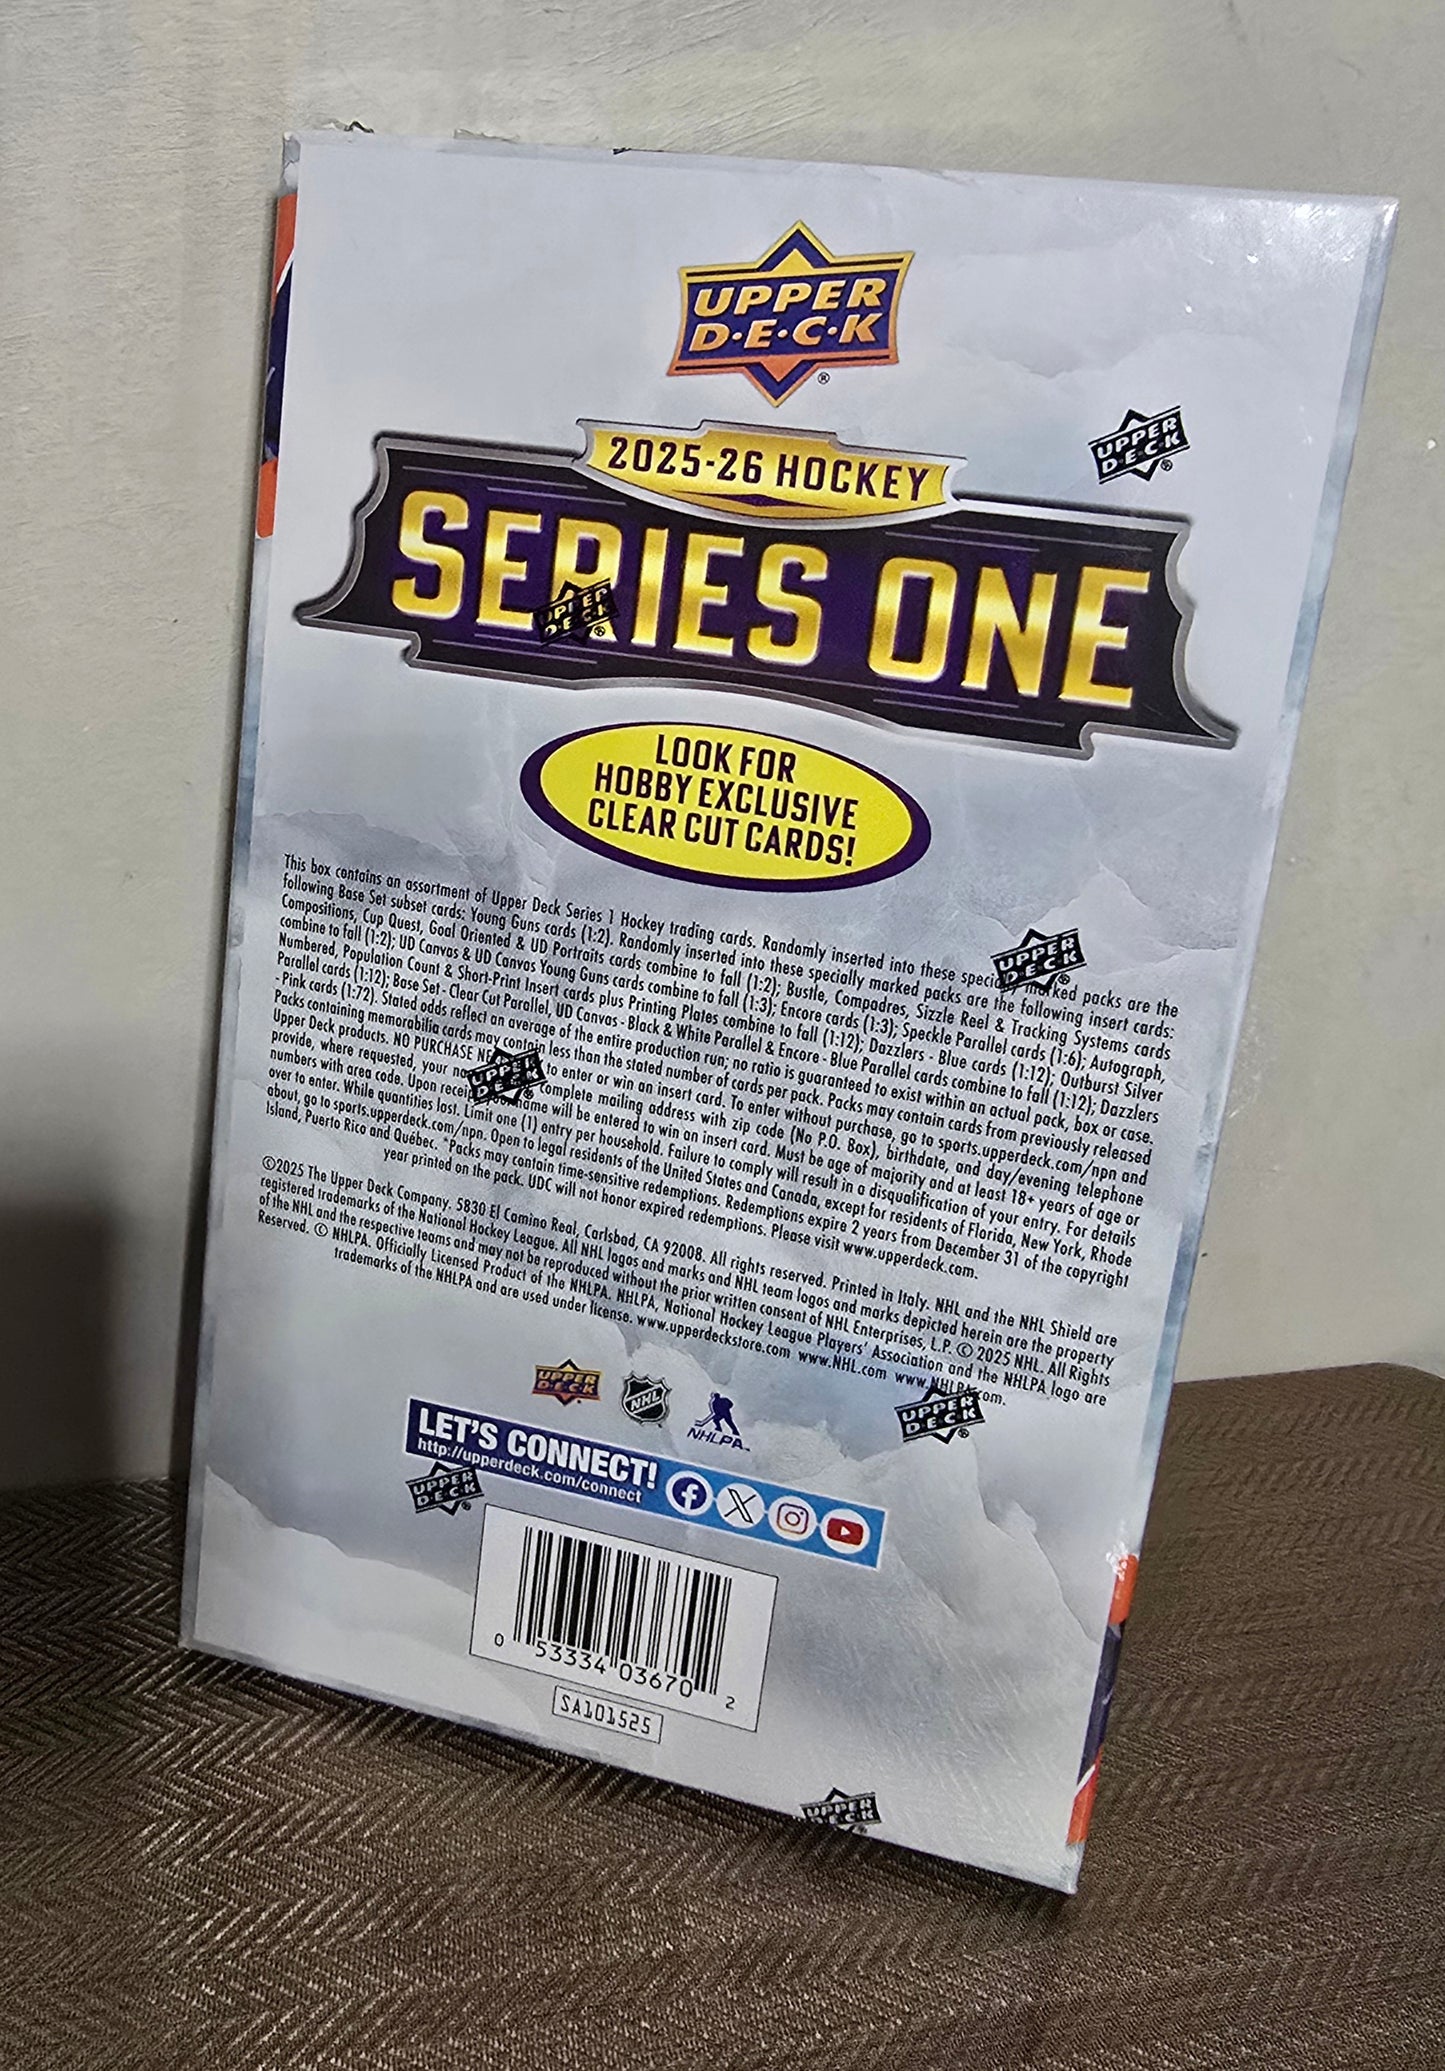 UPPER
D·E·C·K
®
2025-26 HOCKEY
SERIES ONE
LOOK FOR
HOBBY EXCLUSIVE
CLEAR CUT CARDS!
This box contains an assortment of Upper Deck Series 1 Hockey trading cards. Randomly inserted into these specially marked packs are the
following Base Set subset cards: Young Guns cards (1:2). Randomly inserted into these specially marked packs are the following insert cards:
Compositions, Cup Quest, Goal Oriented & UD Portraits cards combine to fall (1:2); Bustle, Compadres, Sizzle Reel & Tracking Systems cards
combine to fall (1:2); UD Canvas & UD Canvas Young Guns cards combine to fall (1:3); Encore cards (1:3); Speckle Parallel cards (1:6); Autograph,
Numbered, Population Count & Short-Print Insert cards plus Printing Plates combine to fall (1:12); Dazzlers - Blue cards (1:12); Outburst Silver
Parallel cards (1:12); Base Set - Clear Cut Parallel, UD Canvas - Black & White Parallel & Encore - Blue Parallel cards combine to fall (1:12); Dazzlers
- Pink cards (1:72). Stated odds reflect an average of the entire production run; no ratio is guaranteed to exist within an actual pack, box or case.
Packs containing memorabilia cards may contain less than the stated number of cards per pack. Packs may contain cards from previously released
Upper Deck products. NO PURCHASE to enter or win an insert card. To enter without purchase, go to sports.upperdeck.com/npn and
provide, where requested, your complete mailing address with zip code (No P.O. Box), birthdate, and day/evening telephone
numbers with area code. Upon name will be entered to win an insert card. Must be age of majority and at least 18+ years of age or
over to enter. While quantities last. Limit one (1) entry per household. Failure to comply will result in a disqualification of your entry. For details
about, go to sports.upperdeck.com/npn. Open to legal residents of the United States and Canada, except for residents of Florida, New York, Rhode
Island, Puerto Rico and Québec. *Packs may contain time-sensitive redemptions. Redemptions expire 2 years from December 31 of the copyright
year printed on the pack. UDC will not honor expired redemptions. Please visit www.upperdeck.com.
©2025 The Upper Deck Company. 5830 El Camino Real, Carlsbad, CA 92008. All rights reserved. Printed in Italy. NHL and the NHL Shield are
registered trademarks of the National Hockey League. All NHL logos and marks and NHL team logos and marks depicted herein are the property
of the NHL and the respective teams and may not be reproduced without the prior written consent of NHL Enterprises, L.P. © 2025 NHL. All Rights
Reserved. © NHLPA. Officially Licensed Product of the NHLPA. NHLPA, National Hockey League Players' Association and the NHLPA logo are
trademarks of the NHLPA and are used under license. www.upperdeckstore.com www.NHL.com www.NHLPA.com.
UPPER
DECK
NHL
NHLPA
LET'S CONNECT!
http://upperdeck.com/connect
0 53334 03670 2
SA101525
UPPER
D·E·C·K
®
UPPER
D·E·C·K
®
UPPER
D·E·C·K
®
UPPER
D·E·C·K
UPPER
D·E·C·K
®
UPPER
D·E·C·K
®
UPPER
D·E·C·K